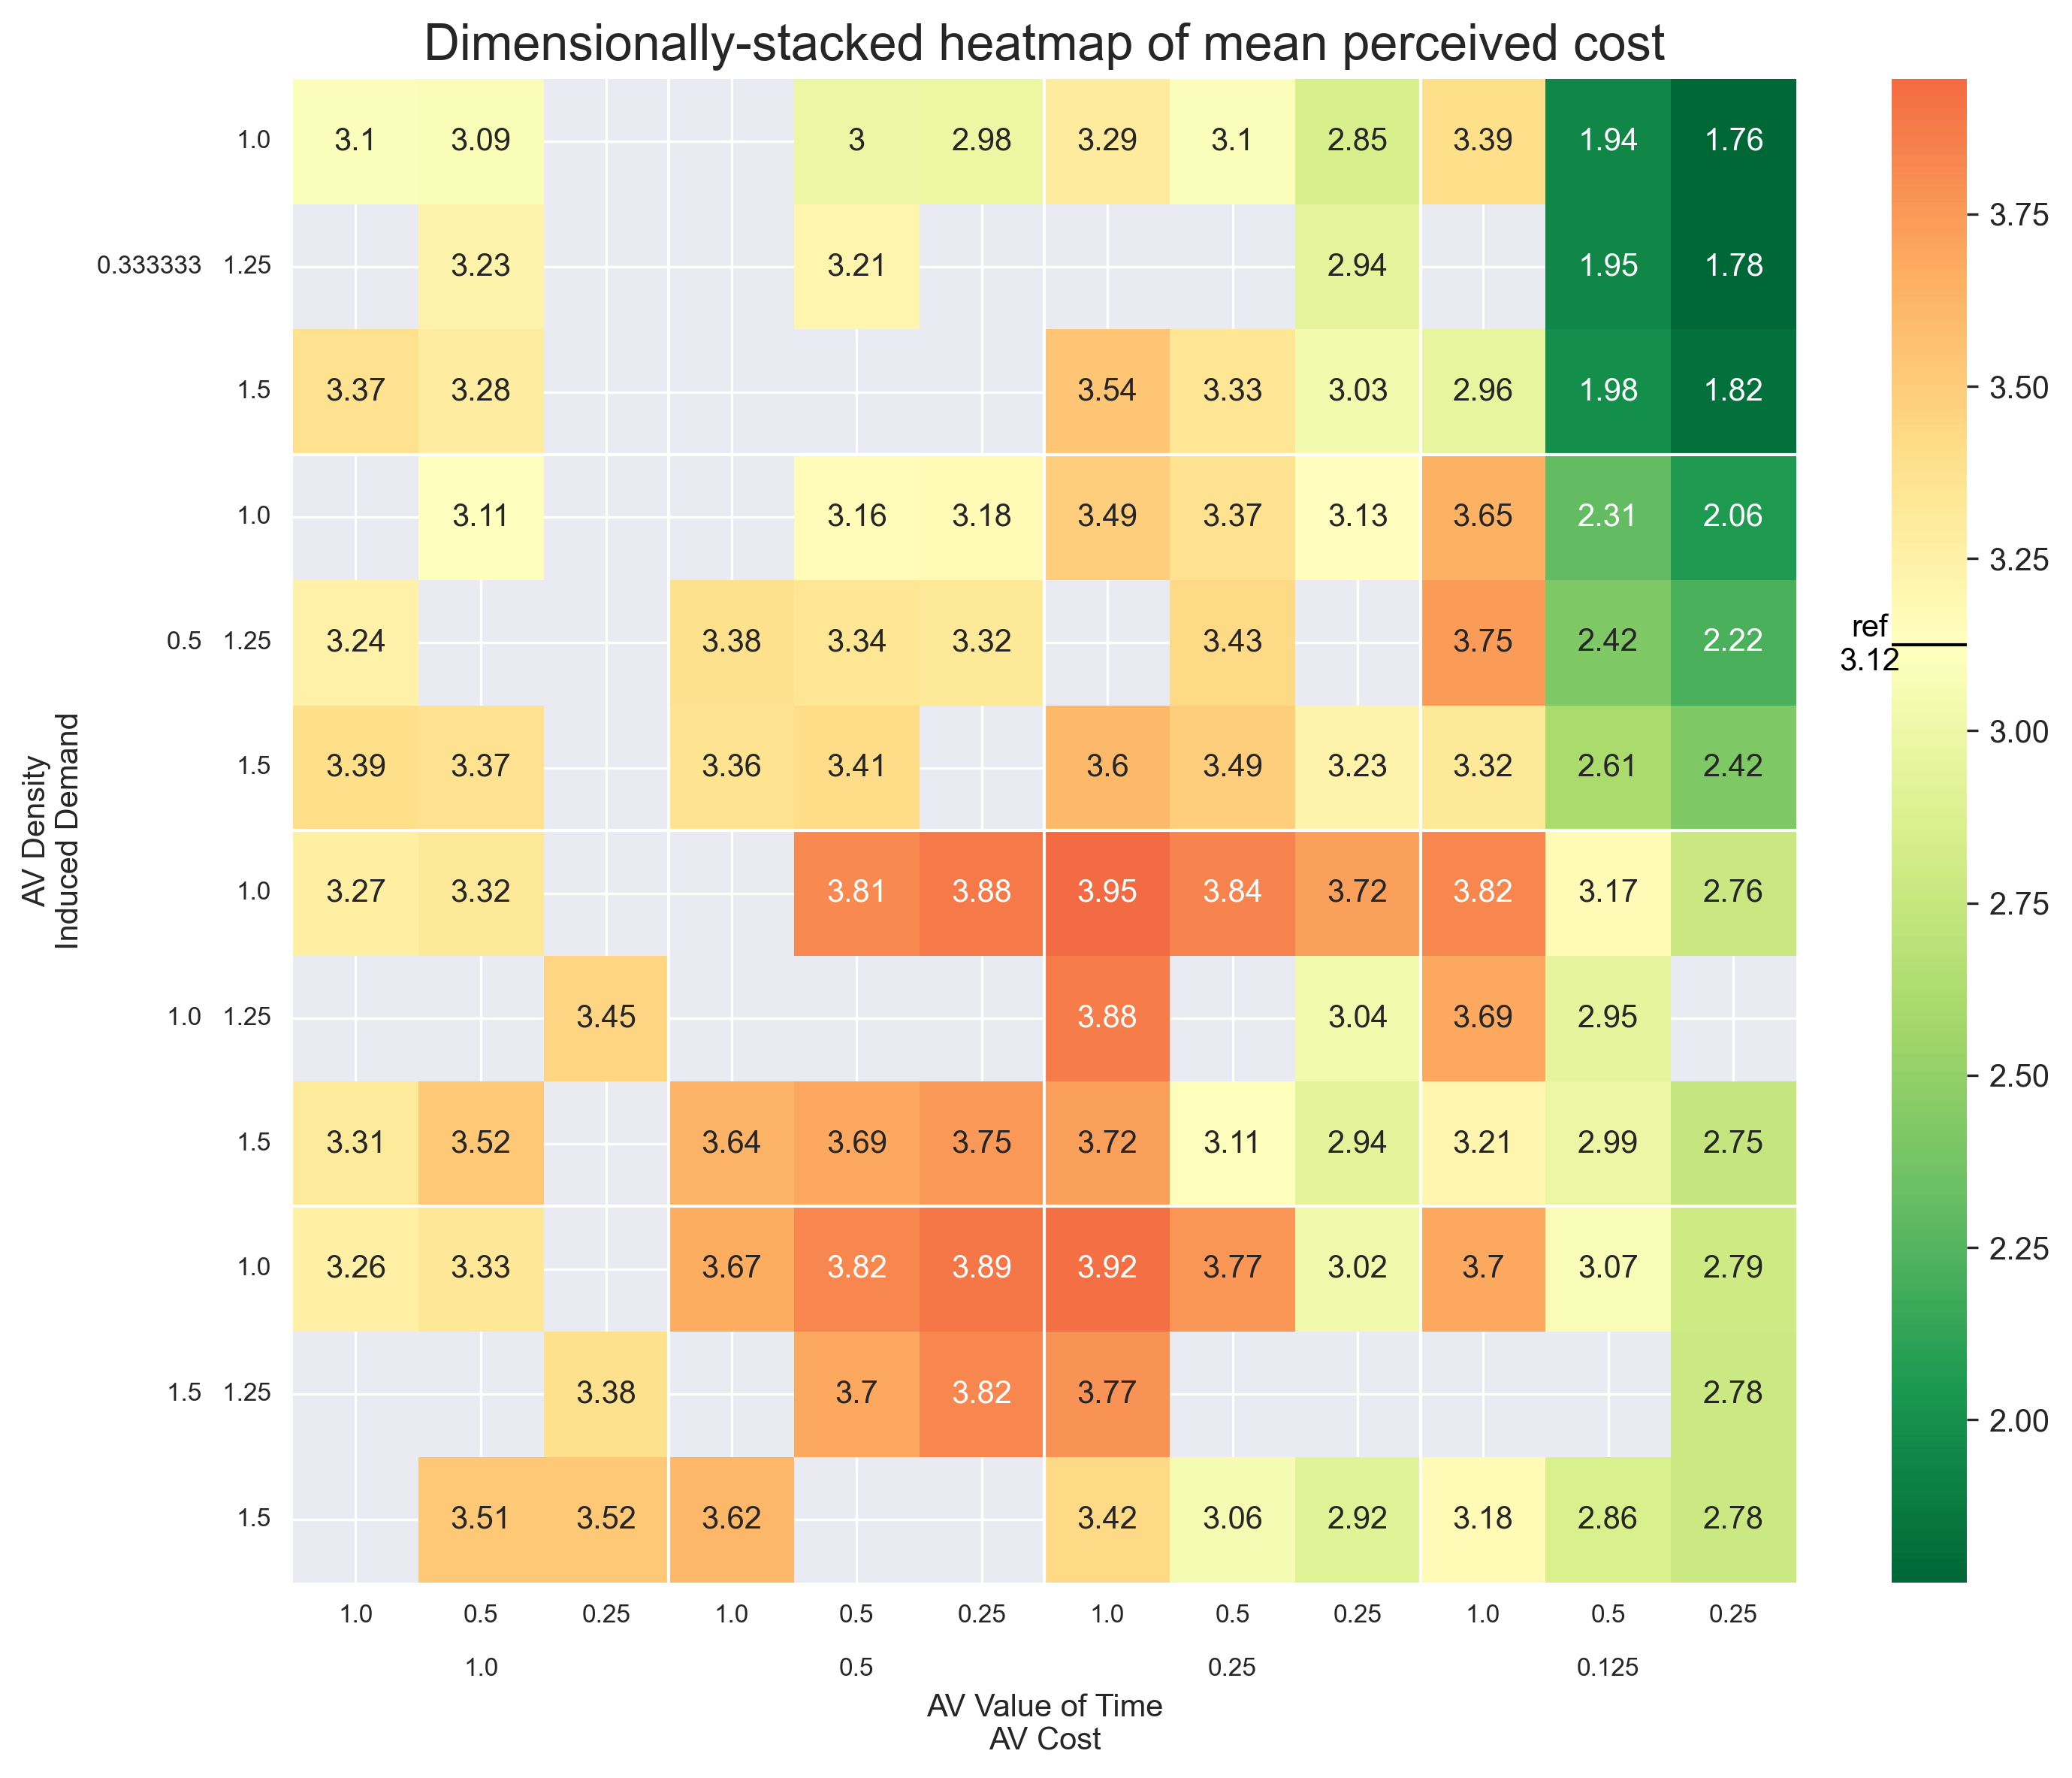 Dimensionally-stacked heatmap of mean perceived cost
1.0 3.1 3.09 3 2.98 3.29 3.1 2.85 3.39 1.94 1.76
0.333333 1.25 3.23 3.21 2.94 1.95 1.78
1.5 3.37 3.28 3.54 3.33 3.03 2.96 1.98 1.82
1.0 3.11 3.16 3.18 3.49 3.37 3.13 3.65 2.31 2.06
0.5 1.25 3.24 3.38 3.34 3.32 3.43 3.75 2.42 2.22
1.5 3.39 3.37 3.36 3.41 3.6 3.49 3.23 3.32 2.61 2.42
1.0 3.27 3.32 3.81 3.88 3.95 3.84 3.72 3.82 3.17 2.76
1.0 1.25 3.45 3.88 3.04 3.69 2.95
1.5 3.31 3.52 3.64 3.69 3.75 3.72 3.11 2.94 3.21 2.99 2.75
1.0 3.26 3.33 3.67 3.82 3.89 3.92 3.77 3.02 3.7 3.07 2.79
1.5 1.25 3.38 3.7 3.82 3.77 2.78
1.5 3.51 3.52 3.62 3.42 3.06 2.92 3.18 2.86 2.78
1.0 0.5 0.25 1.0 0.5 0.25 1.0 0.5 0.25 1.0 0.5 0.25
1.0 0.5 0.25 0.125
AV Value of Time
AV Cost
AV Density
Induced Demand
3.75
3.50
3.25
ref
3.12
3.00
2.75
2.50
2.25
2.00